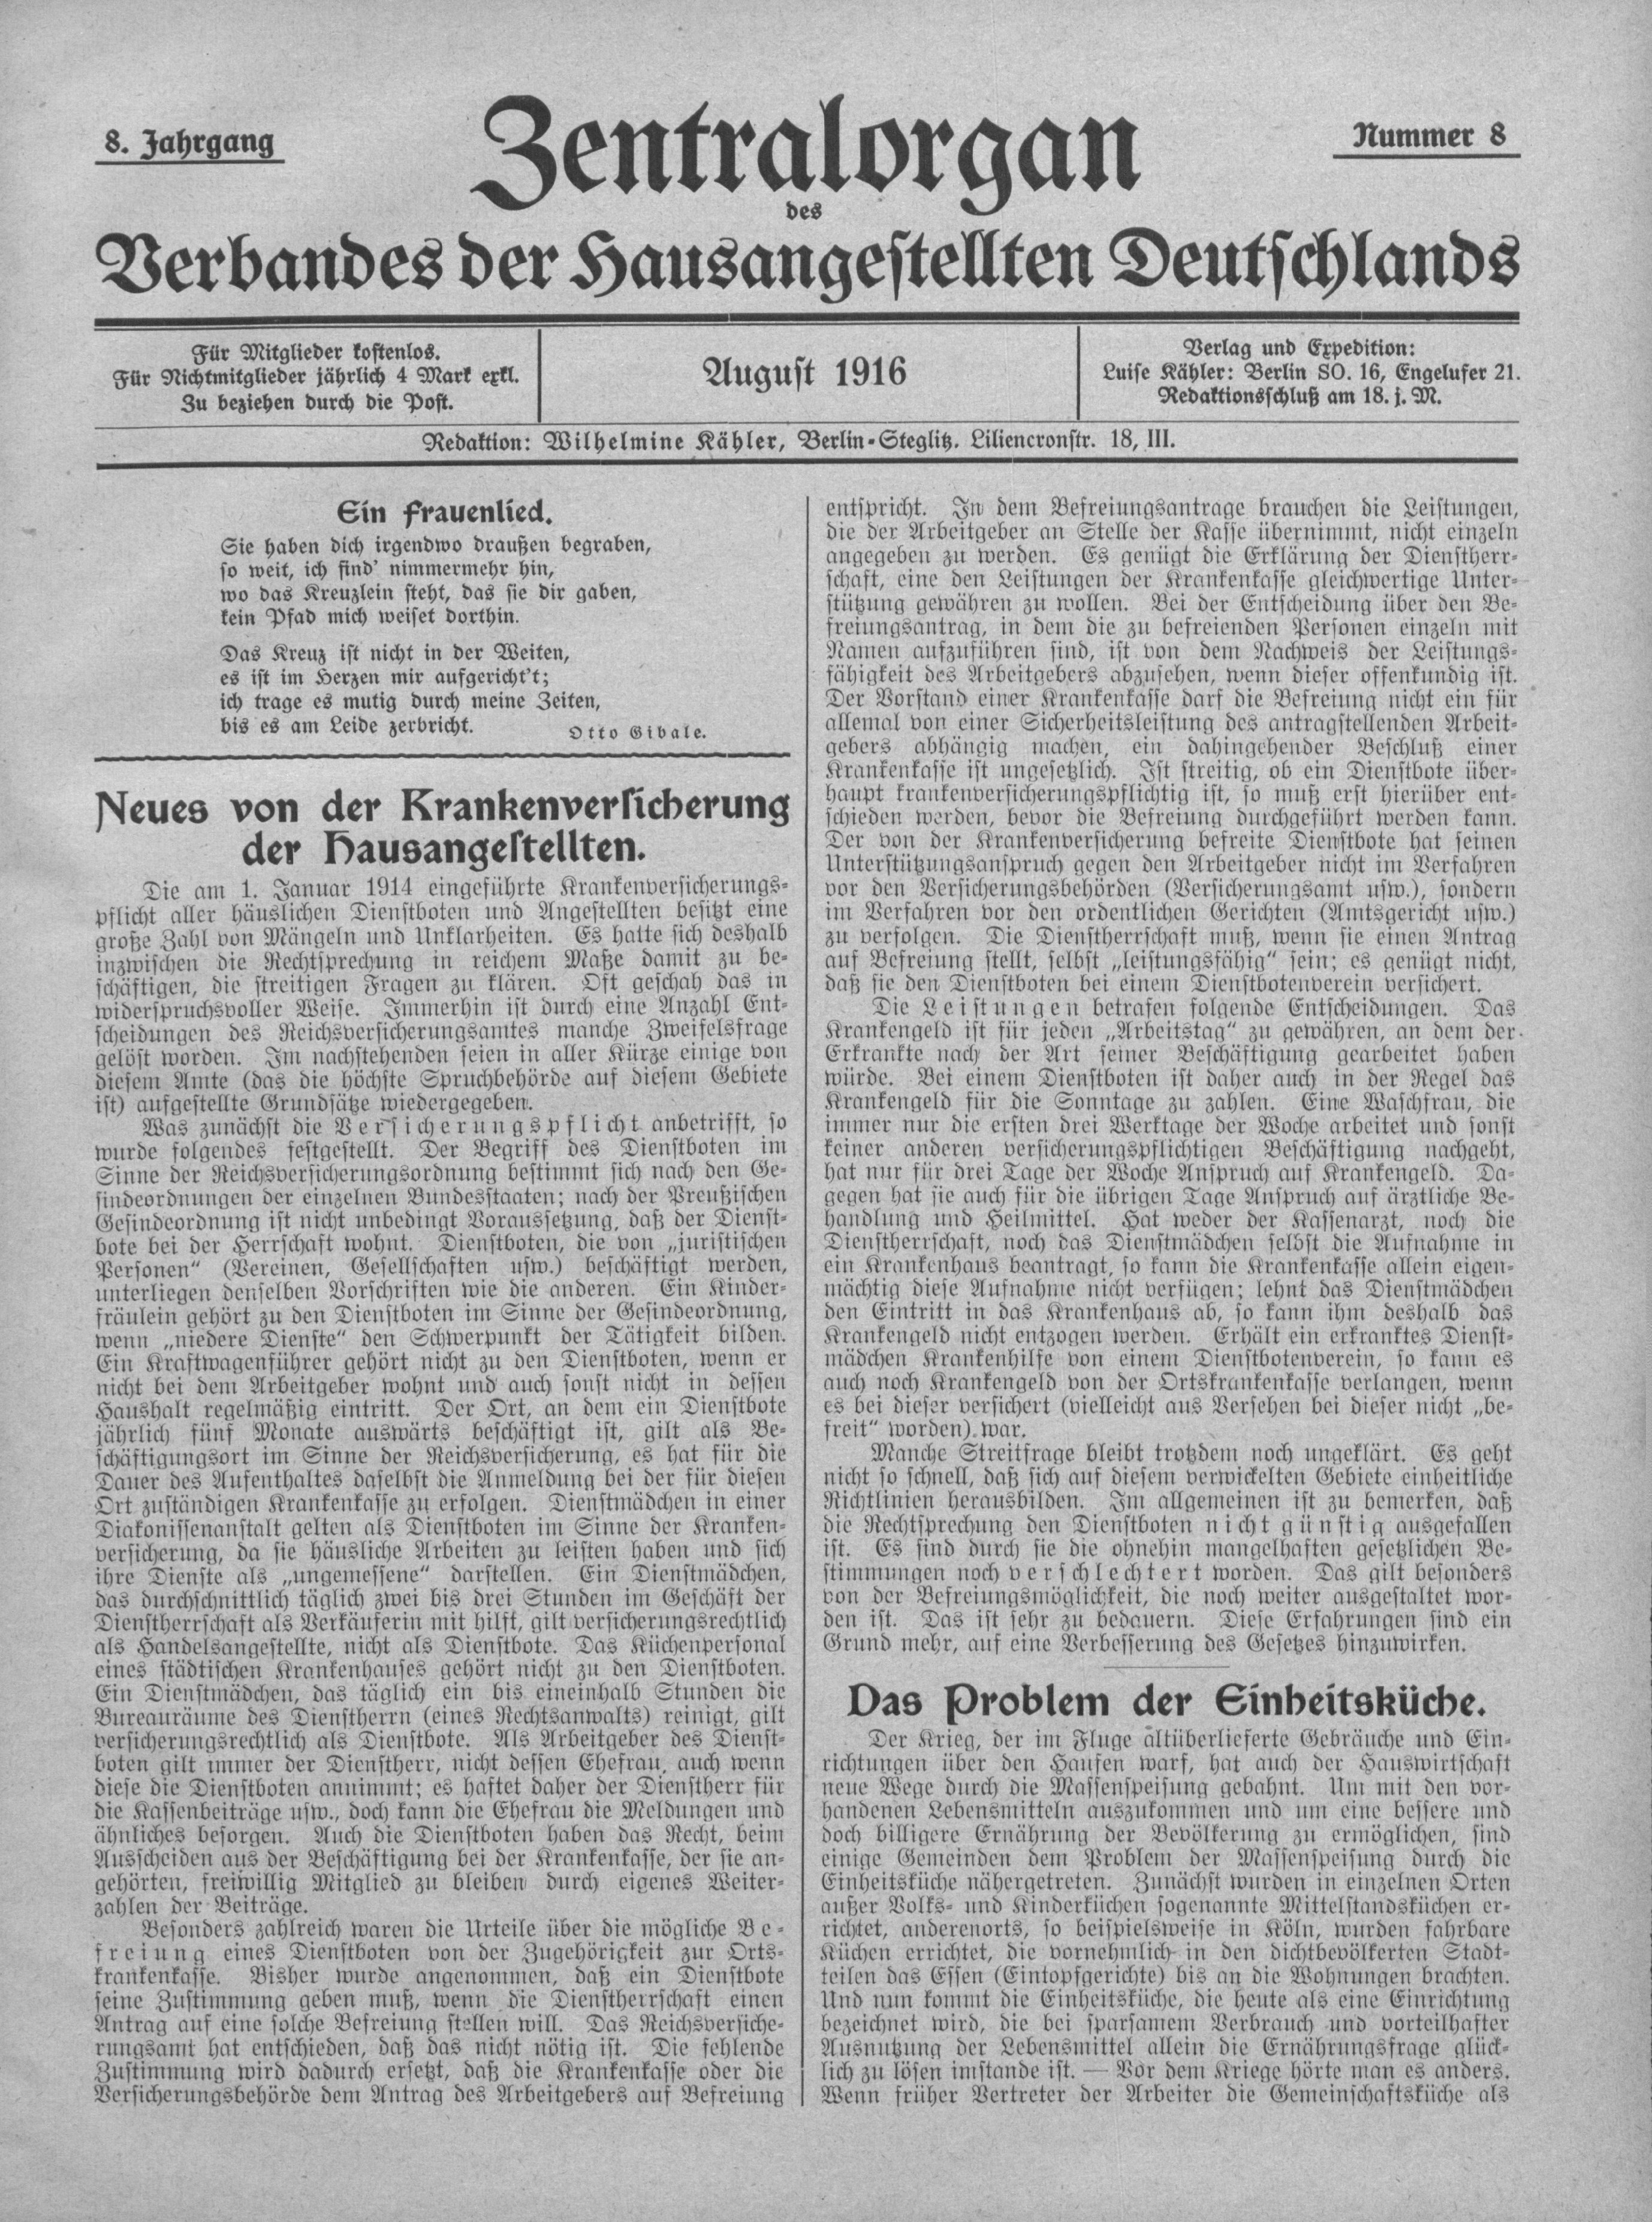 8. Jahrgang
Zentralorgan
Nummer 8
des
Verbandes der Hausangestellten Deutschlands
Für Mitglieder kostenlos.
Für Nichtmitglieder jährlich 4 Mark exkl.
Zu beziehen durch die Post.
August 1916
Verlag und Expedition:
Luise Kähler: Berlin SO. 16, Engelufer 21.
Redaktionsschluß am 18. j. M.
Redaktion: Wilhelmine Kähler, Berlin-Steglitz. Liliencronstr. 18, III.
Ein Frauenlied.
Sie haben dich irgendwo draußen begraben,
so weit, ich find' nimmermehr hin,
wo das Kreuzlein steht, das sie dir gaben,
kein Pfad mich weiset dorthin.
Das Kreuz ist nicht in der Weiten,
es ist im Herzen mir aufgericht't;
ich trage es mutig durch meine Zeiten,
bis es am Leide zerbricht.
Otto Gibale.
Neues von der Krankenversicherung
der Hausangestellten.
Die am 1. Januar 1914 eingeführte Krankenversicherungs-
pflicht aller häuslichen Dienstboten und Angestellten besitzt eine
große Zahl von Mängeln und Unklarheiten. Es hatte sich deshalb
inzwischen die Rechtsprechung in reichem Maße damit zu be-
schäftigen, die streitigen Fragen zu klären. Oft geschah das in
widerspruchsvoller Weise. Immerhin ist durch eine Anzahl Ent-
scheidungen des Reichsversicherungsamtes manche Zweifelsfrage
gelöst worden. Im nachstehenden seien in aller Kürze einige von
diesem Amte (das die höchste Spruchbehörde auf diesem Gebiete
ist) aufgestellte Grundsätze wiedergegeben.
Was zunächst die Versicherungspflicht anbetrifft, so
wurde folgendes festgestellt. Der Begriff des Dienstboten im
Sinne der Reichsversicherungsordnung bestimmt sich nach den Ge-
sindeordnungen der einzelnen Bundesstaaten; nach der Preußischen
Gesindeordnung ist nicht unbedingt Voraussetzung, daß der Dienst-
bote bei der Herrschaft wohnt. Dienstboten, die von „juristischen
Personen“ (Vereinen, Gesellschaften usw.) beschäftigt werden,
unterliegen denselben Vorschriften wie die anderen. Ein Kinder-
fräulein gehört zu den Dienstboten im Sinne der Gesindeordnung,
wenn „niedere Dienste“ den Schwerpunkt der Tätigkeit bilden.
Ein Kraftwagenführer gehört nicht zu den Dienstboten, wenn er
nicht bei dem Arbeitgeber wohnt und auch sonst nicht in dessen
Haushalt regelmäßig eintritt. Der Ort, an dem ein Dienstbote
jährlich fünf Monate auswärts beschäftigt ist, gilt als Be-
schäftigungsort im Sinne der Reichsversicherung, es hat für die
Dauer des Aufenthaltes daselbst die Anmeldung bei der für diesen
Ort zuständigen Krankenkasse zu erfolgen. Dienstmädchen in einer
Diakonissenanstalt gelten als Dienstboten im Sinne der Kranken-
versicherung, da sie häusliche Arbeiten zu leisten haben und sich
ihre Dienste als „ungemessene“ darstellen. Ein Dienstmädchen,
das durchschnittlich täglich zwei bis drei Stunden im Geschäft der
Dienstherrschaft als Verkäuferin mit hilft, gilt versicherungsrechtlich
als Handelsangestellte, nicht als Dienstbote. Das Küchenpersonal
eines städtischen Krankenhauses gehört nicht zu den Dienstboten.
Ein Dienstmädchen, das täglich ein bis eineinhalb Stunden die
Bureauräume des Dienstherrn (eines Rechtsanwalts) reinigt, gilt
versicherungsrechtlich als Dienstbote. Als Arbeitgeber des Dienst-
boten gilt immer der Dienstherr, nicht dessen Ehefrau, auch wenn
diese die Dienstboten annimmt; es haftet daher der Dienstherr für
die Kassenbeiträge usw., doch kann die Ehefrau die Meldungen und
ähnliches besorgen. Auch die Dienstboten haben das Recht, beim
Ausscheiden aus der Beschäftigung bei der Krankenkasse, der sie an-
gehörten, freiwillig Mitglied zu bleiben durch eigenes Weiter-
zahlen der Beiträge.
Besonders zahlreich waren die Urteile über die mögliche Be-
freiung eines Dienstboten von der Zugehörigkeit zur Orts-
krankenkasse. Bisher wurde angenommen, daß ein Dienstbote
seine Zustimmung geben muß, wenn die Dienstherrschaft einen
Antrag auf eine solche Befreiung stellen will. Das Reichsversiche-
rungsamt hat entschieden, daß das nicht nötig ist. Die fehlende
Zustimmung wird dadurch ersetzt, daß die Krankenkasse oder die
Versicherungsbehörde dem Antrag des Arbeitgebers auf Befreiung
entspricht. In dem Befreiungsantrage brauchen die Leistungen,
die der Arbeitgeber an Stelle der Kasse übernimmt, nicht einzeln
angegeben zu werden. Es genügt die Erklärung der Dienstherr-
schaft, eine den Leistungen der Krankenkasse gleichwertige Unter-
stützung gewähren zu wollen. Bei der Entscheidung über den Be-
freiungsantrag, in dem die zu befreienden Personen einzeln mit
Namen aufzuführen sind, ist von dem Nachweis der Leistungs-
fähigkeit des Arbeitgebers abzusehen, wenn dieser offenkundig ist.
Der Vorstand einer Krankenkasse darf die Befreiung nicht ein für
allemal von einer Sicherheitsleistung des antragstellenden Arbeit-
gebers abhängig machen, ein dahingehender Beschluß einer
Krankenkasse ist ungesetzlich. Ist streitig, ob ein Dienstbote über-
haupt krankenversicherungspflichtig ist, so muß erst hierüber ent-
schieden werden, bevor die Befreiung durchgeführt werden kann.
Der von der Krankenversicherung befreite Dienstbote hat seinen
Unterstützungsanspruch gegen den Arbeitgeber nicht im Verfahren
vor den Versicherungsbehörden (Versicherungsamt usw.), sondern
im Verfahren vor den ordentlichen Gerichten (Amtsgericht usw.)
zu verfolgen. Die Dienstherrschaft muß, wenn sie einen Antrag
auf Befreiung stellt, selbst „leistungsfähig“ sein; es genügt nicht,
daß sie den Dienstboten bei einem Dienstbotenverein versichert.
Die Leistungen betrafen folgende Entscheidungen. Das
Krankengeld ist für jeden „Arbeitstag“ zu gewähren, an dem der
Erkrankte nach der Art seiner Beschäftigung gearbeitet haben
würde. Bei einem Dienstboten ist daher auch in der Regel das
Krankengeld für die Sonntage zu zahlen. Eine Waschfrau, die
immer nur die ersten drei Werktage der Woche arbeitet und sonst
keiner anderen versicherungspflichtigen Beschäftigung nachgeht,
hat nur für drei Tage der Woche Anspruch auf Krankengeld. Da-
gegen hat sie auch für die übrigen Tage Anspruch auf ärztliche Be-
handlung und Heilmittel. Hat weder der Kassenarzt, noch die
Dienstherrschaft, noch das Dienstmädchen selbst die Aufnahme in
ein Krankenhaus beantragt, so kann die Krankenkasse allein eigen-
mächtig diese Aufnahme nicht verfügen; lehnt das Dienstmädchen
den Eintritt in das Krankenhaus ab, so kann ihm deshalb das
Krankengeld nicht entzogen werden. Erhält ein erkranktes Dienst-
mädchen Krankenhilfe von einem Dienstbotenverein, so kann es
auch noch Krankengeld von der Ortskrankenkasse verlangen, wenn
es bei dieser versichert (vielleicht aus Versehen bei dieser nicht „be-
freit“ worden) war.
Manche Streitfrage bleibt trotzdem noch ungeklärt. Es geht
nicht so schnell, daß sich auf diesem verwickelten Gebiete einheitliche
Richtlinien herausbilden. Im allgemeinen ist zu bemerken, daß
die Rechtsprechung den Dienstboten nicht günstig ausgefallen
ist. Es sind durch sie die ohnehin mangelhaften gesetzlichen Be-
stimmungen noch verschlechtert worden. Das gilt besonders
von der Befreiungsmöglichkeit, die noch weiter ausgestaltet wor-
den ist. Das ist sehr zu bedauern. Diese Erfahrungen sind ein
Grund mehr, auf eine Verbesserung des Gesetzes hinzuwirken.
Das Problem der Einheitsküche.
Der Krieg, der im Fluge altüberlieferte Gebräuche und Ein-
richtungen über den Haufen warf, hat auch der Hauswirtschaft
neue Wege durch die Massenspeisung gebahnt. Um mit den vor-
handenen Lebensmitteln auszukommen und um eine bessere und
doch billigere Ernährung der Bevölkerung zu ermöglichen, sind
einige Gemeinden dem Problem der Massenspeisung durch die
Einheitsküche nähergetreten. Zunächst wurden in einzelnen Orten
außer Volks- und Kinderküchen sogenannte Mittelstandsküchen er-
richtet, anderenorts, so beispielsweise in Köln, wurden fahrbare
Küchen errichtet, die vornehmlich in den dichtbevölkerten Stadt-
teilen das Essen (Eintopfgerichte) bis an die Wohnungen brachten.
Und nun kommt die Einheitsküche, die heute als eine Einrichtung
bezeichnet wird, die bei sparsamem Verbrauch und vorteilhafter
Ausnutzung der Lebensmittel allein die Ernährungsfrage glück-
lich zu lösen imstande ist. — Vor dem Kriege hörte man es anders.
Wenn früher Vertreter der Arbeiter die Gemeinschaftsküche als